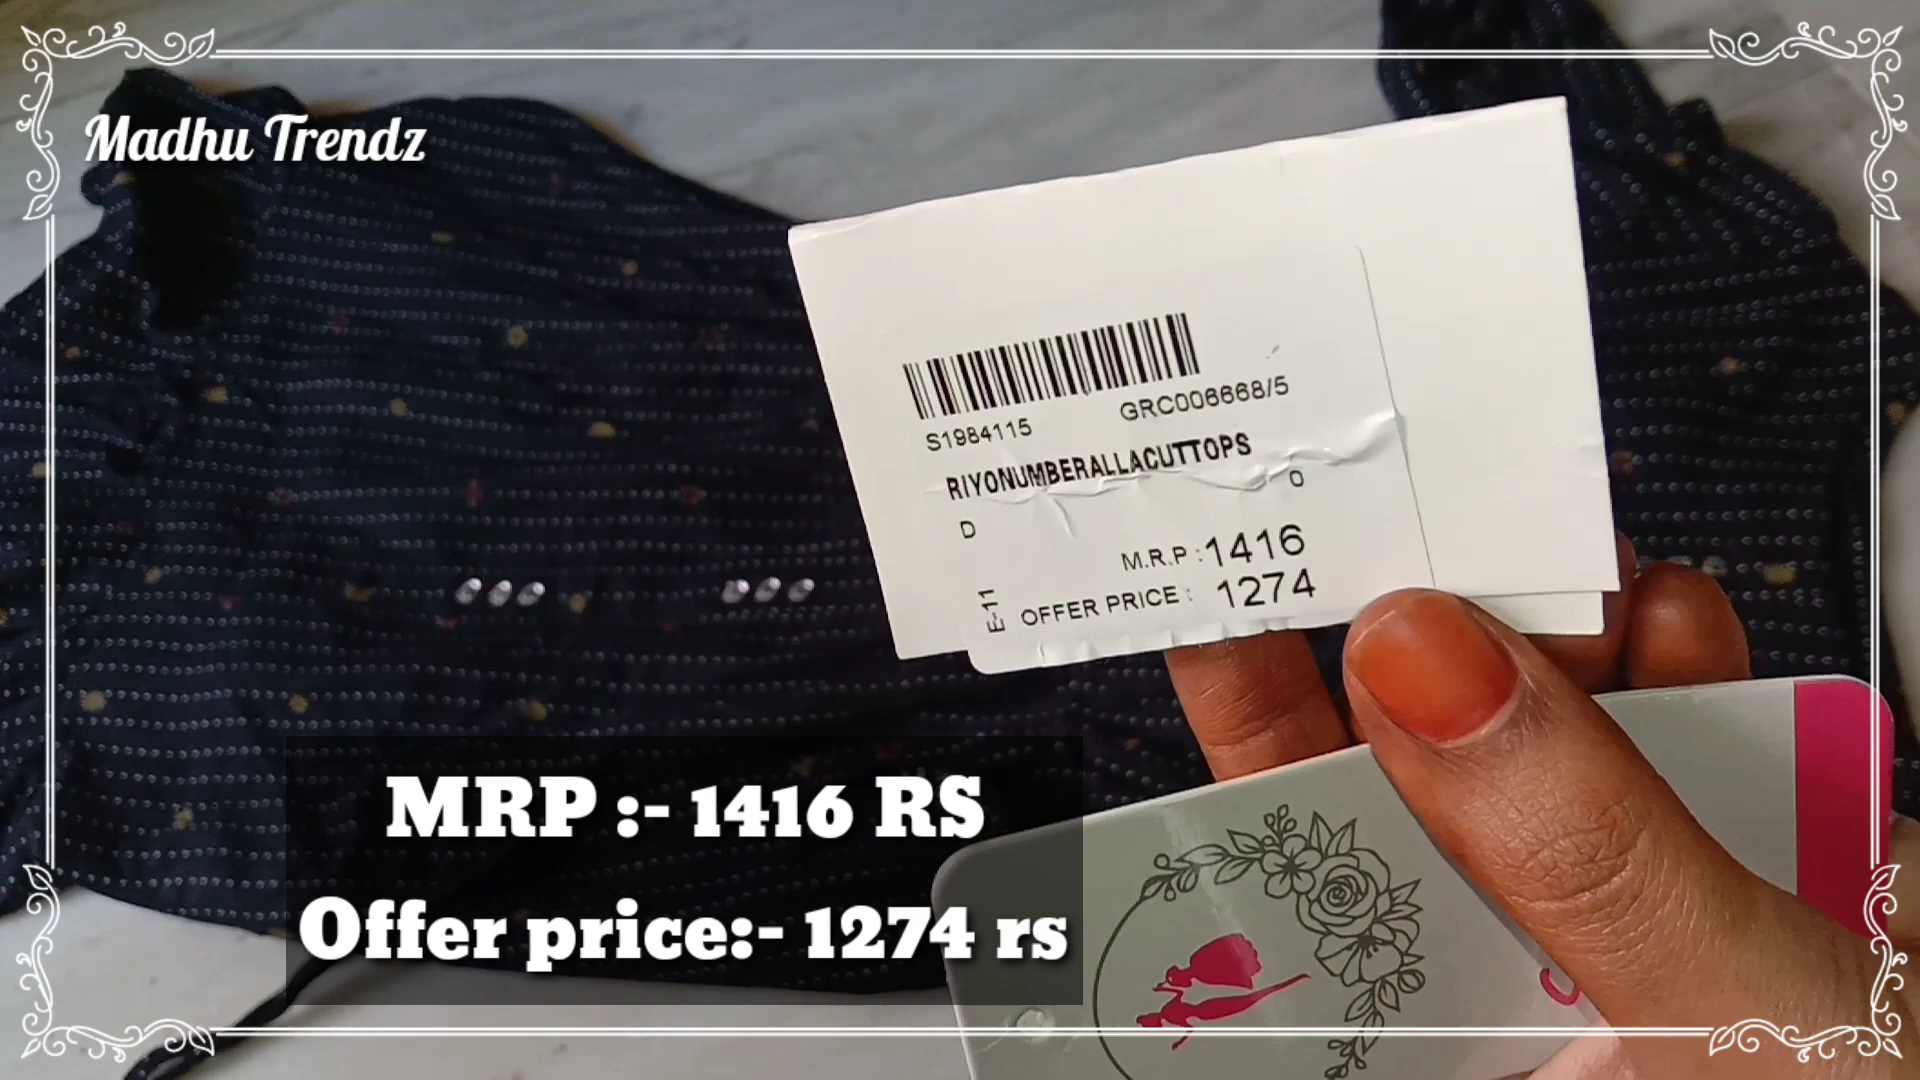 Madhu Trendz
S1984115 GRC006668/5
RIYONUMBERALLACUTTOPS
D 0
M.R.P : 1416
E-11 OFFER PRICE : 1274
MRP :- 1416 RS
Offer price:- 1274 rs